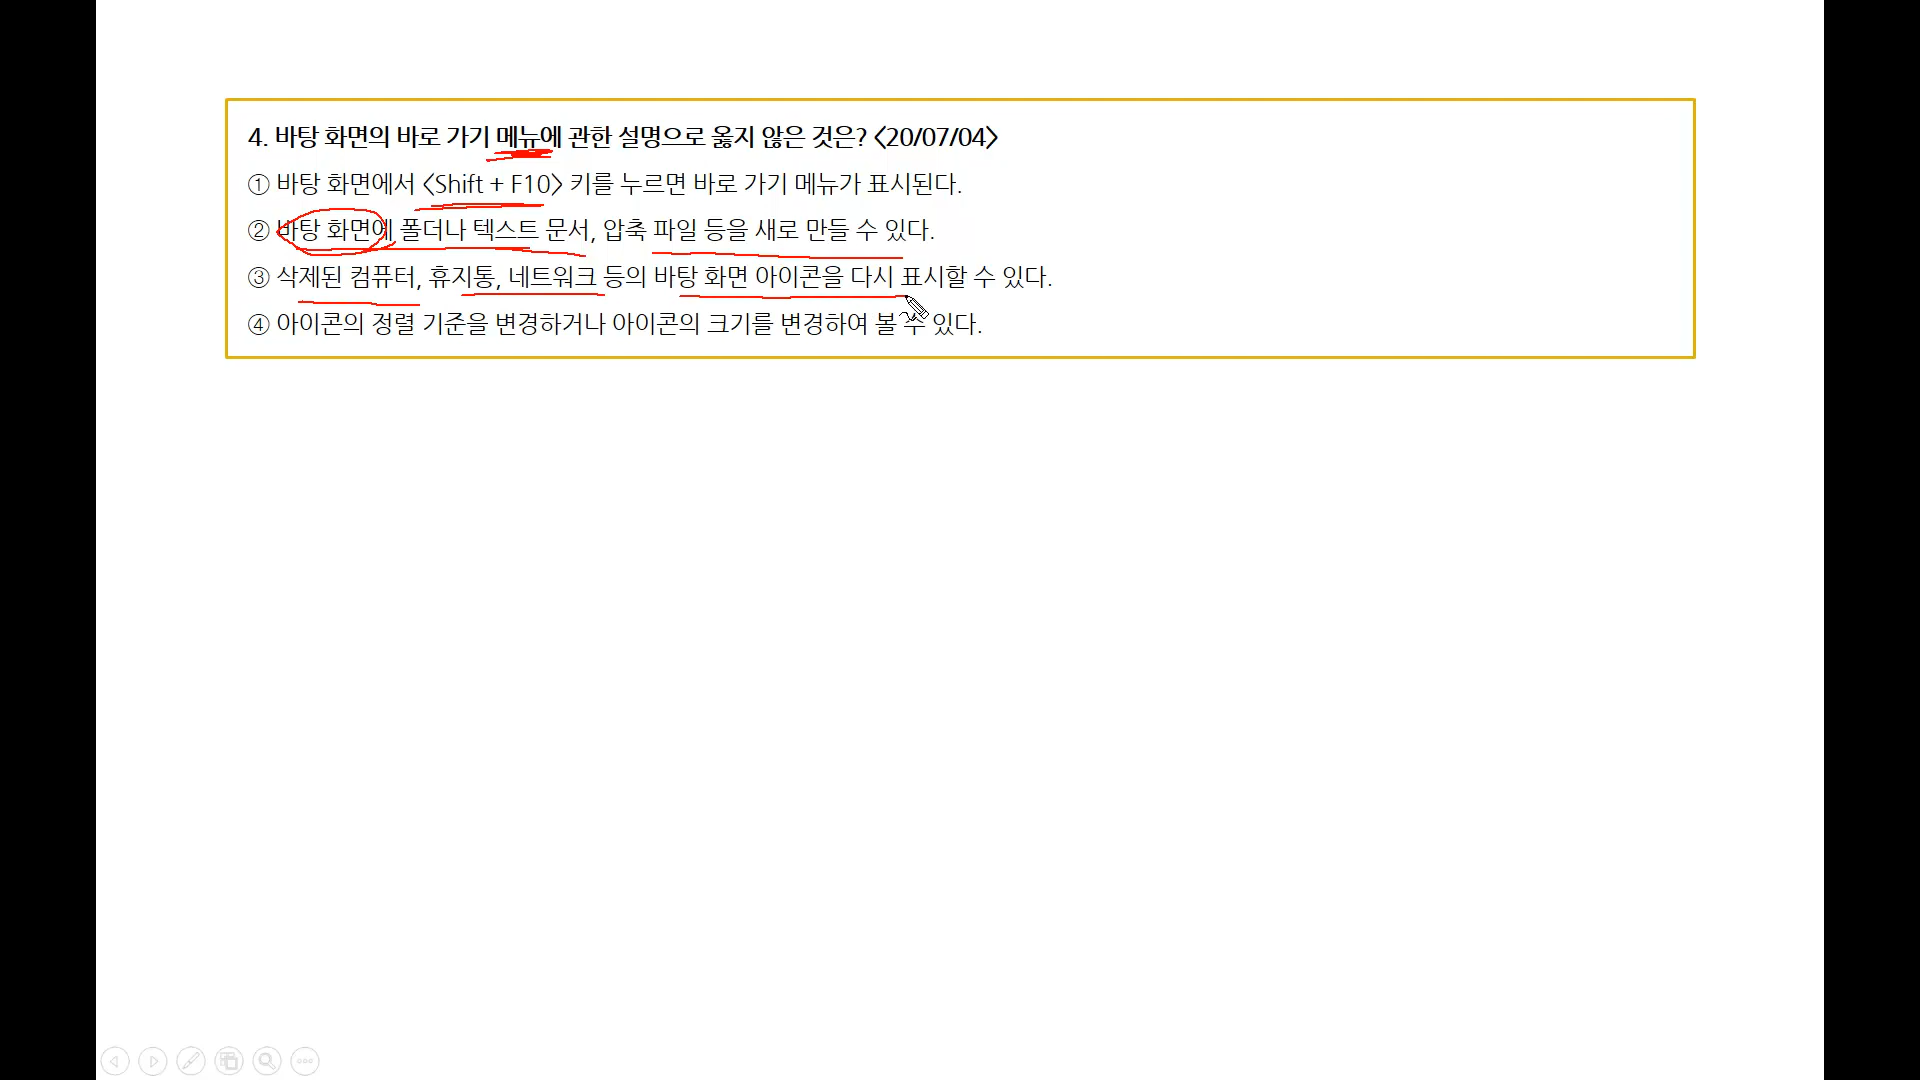 4. 바탕 화면의 바로 가기 메뉴에 관한 설명으로 옳지 않은 것은? <20/07/04>
① 바탕 화면에서 <Shift + F10> 키를 누르면 바로 가기 메뉴가 표시된다.
② 바탕 화면에 폴더나 텍스트 문서, 압축 파일 등을 새로 만들 수 있다.
③ 삭제된 컴퓨터, 휴지통, 네트워크 등의 바탕 화면 아이콘을 다시 표시할 수 있다.
④ 아이콘의 정렬 기준을 변경하거나 아이콘의 크기를 변경하여 볼 수 있다.